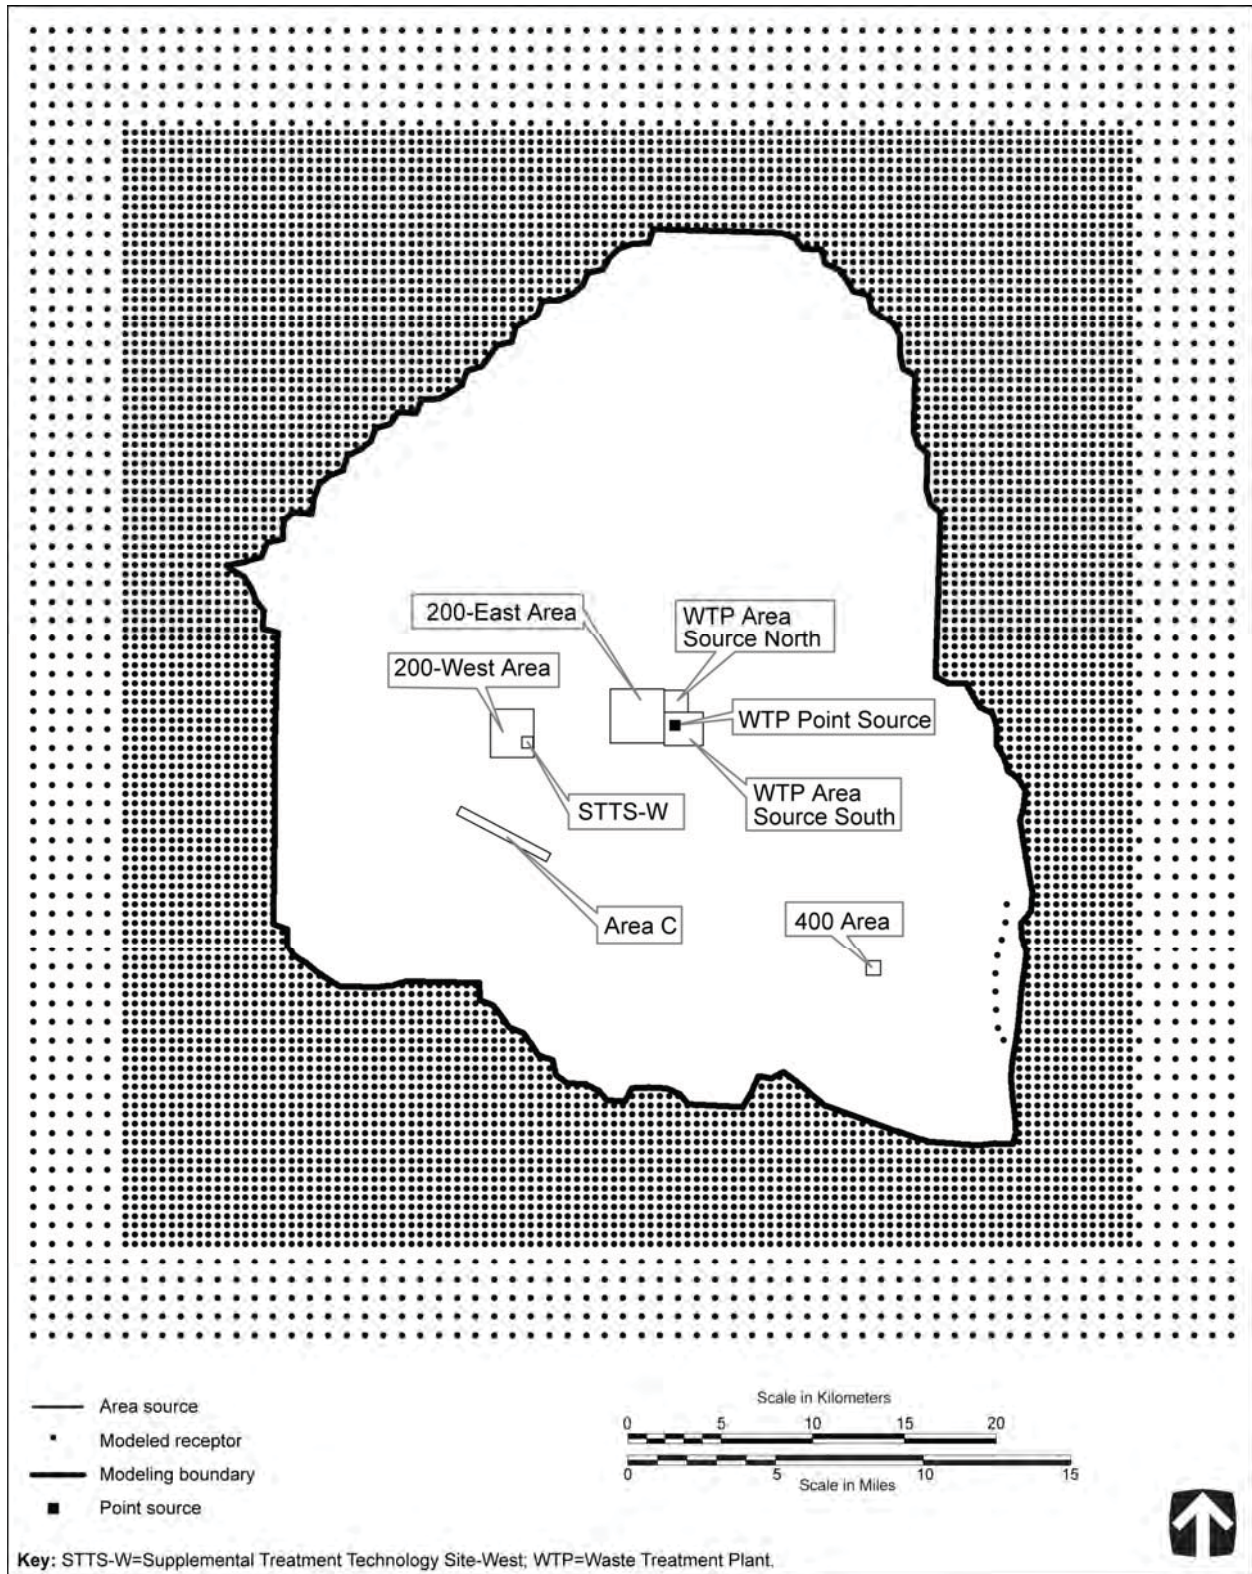 200-East Area
WTP Area
Source North
200-West Area
WTP Point Source
STTS-W
WTP Area
Source South
Area C
400 Area
Area source
Modeled receptor
Modeling boundary
Point source
Scale in Kilometers
0 5 10 15 20
0 5 10 15
Scale in Miles
Key: STTS-W=Supplemental Treatment Technology Site-West; WTP=Waste Treatment Plant.